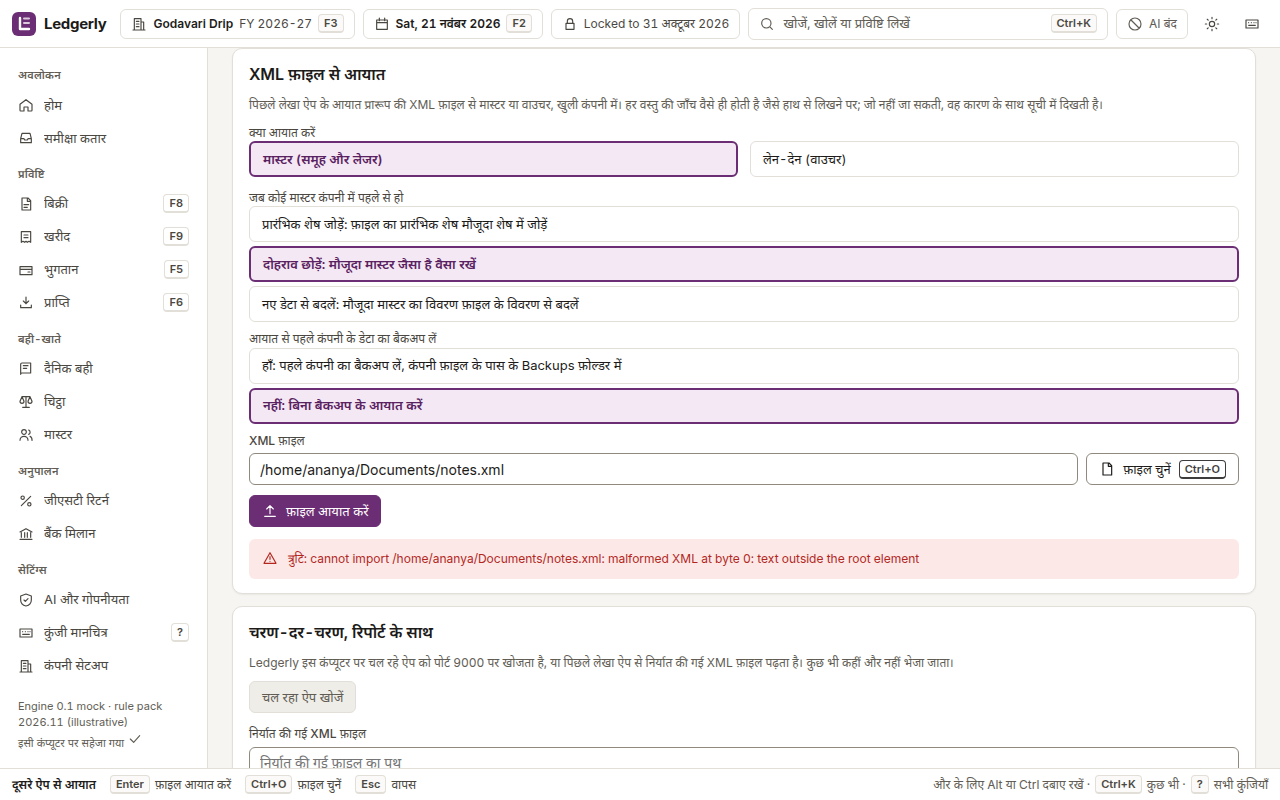 Ledgerly
Godavari Drip FY 2026-27 F3
Sat, 21 नवंबर 2026 F2
Locked to 31 अक्टूबर 2026
खोजें, खोलें या प्रविष्टि लिखें Ctrl+K
AI बंद
अवलोकन
होम
समीक्षा कतार
प्रविष्टि
बिक्री F8
खरीद F9
भुगतान F5
प्राप्ति F6
बही-खाते
दैनिक बही
चिट्ठा
मास्टर
अनुपालन
जीएसटी रिटर्न
बैंक मिलान
सेटिंग्स
AI और गोपनीयता
कुंजी मानचित्र ?
कंपनी सेटअप
Engine 0.1 mock · rule pack
2026.11 (illustrative)
इसी कंप्यूटर पर सहेजा गया
XML फ़ाइल से आयात
पिछले लेखा ऐप के आयात प्रारूप की XML फ़ाइल से मास्टर या वाउचर, खुली कंपनी में। हर वस्तु की जाँच वैसे ही होती है जैसे हाथ से लिखने पर; जो नहीं जा सकती, वह कारण के साथ सूची में दिखती है।
क्या आयात करें
मास्टर (समूह और लेजर)
लेन-देन (वाउचर)
जब कोई मास्टर कंपनी में पहले से हो
प्रारंभिक शेष जोड़ें: फ़ाइल का प्रारंभिक शेष मौजूदा शेष में जोड़ें
दोहराव छोड़ें: मौजूदा मास्टर जैसा है वैसा रखें
नए डेटा से बदलें: मौजूदा मास्टर का विवरण फ़ाइल के विवरण से बदलें
आयात से पहले कंपनी के डेटा का बैकअप लें
हाँ: पहले कंपनी का बैकअप लें, कंपनी फ़ाइल के पास के Backups फ़ोल्डर में
नहीं: बिना बैकअप के आयात करें
XML फ़ाइल
/home/ananya/Documents/notes.xml
फ़ाइल चुनें Ctrl+O
फ़ाइल आयात करें
त्रुटि: cannot import /home/ananya/Documents/notes.xml: malformed XML at byte 0: text outside the root element
चरण-दर-चरण, रिपोर्ट के साथ
Ledgerly इस कंप्यूटर पर चल रहे ऐप को पोर्ट 9000 पर खोजता है, या पिछले लेखा ऐप से निर्यात की गई XML फ़ाइल पढ़ता है। कुछ भी कहीं और नहीं भेजा जाता।
चल रहा ऐप खोजें
निर्यात की गई XML फ़ाइल
निर्यात की गई फ़ाइल का पथ
दूसरे ऐप से आयात Enter फ़ाइल आयात करें Ctrl+O फ़ाइल चुनें Esc वापस
और के लिए Alt या Ctrl दबाए रखें · Ctrl+K कुछ भी · ? सभी कुंजियाँ